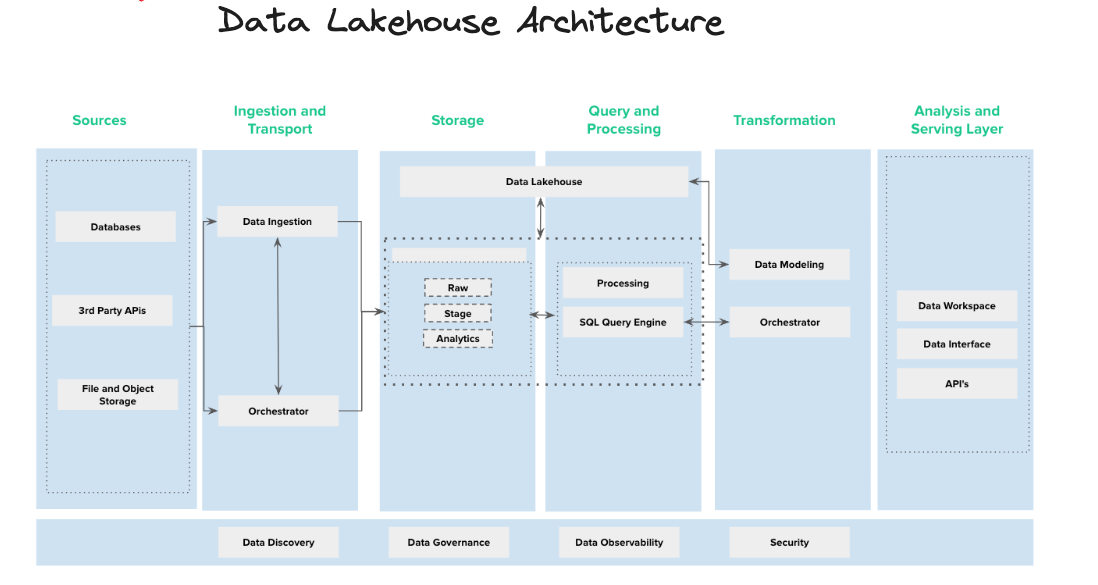 Data Lakehouse Architecture
Sources
Ingestion and
Transport
Storage
Query and
Processing
Transformation
Analysis and
Serving Layer
Databases
3rd Party APIs
File and Object
Storage
Data Ingestion
Orchestrator
Data Lakehouse
Raw
Stage
Analytics
Processing
SQL Query Engine
Data Modeling
Orchestrator
Data Workspace
Data Interface
API's
Data Discovery
Data Governance
Data Observability
Security